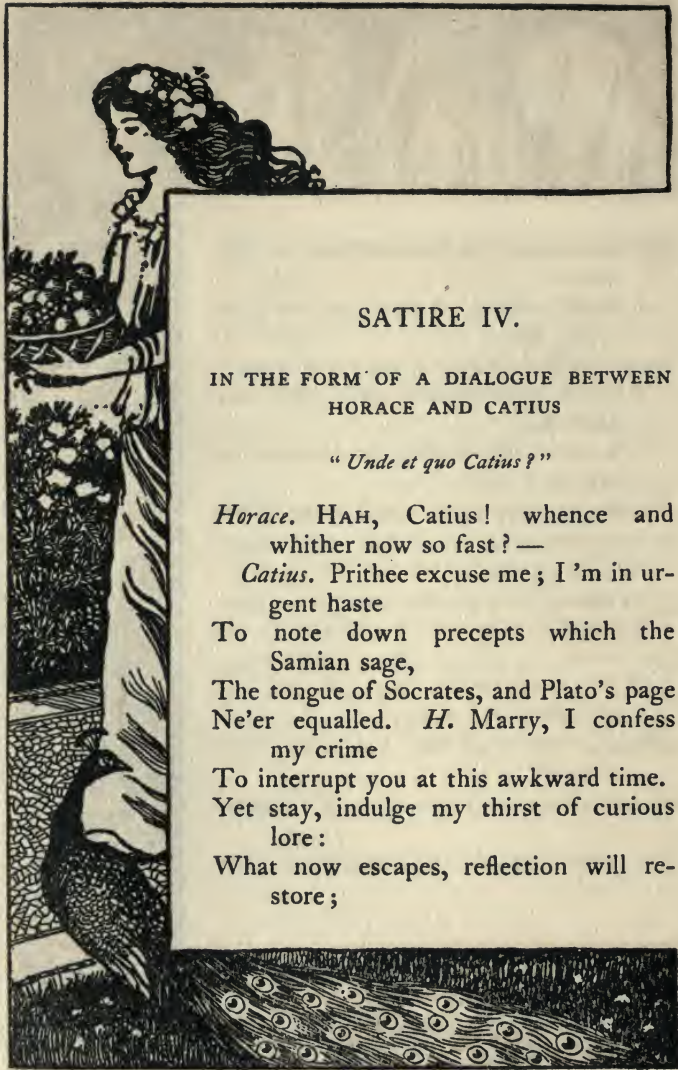 SATIRE IV.
IN THE FORM OF A DIALOGUE BETWEEN
HORACE AND CATIUS
“ Unde et quo Catius ? ”
Horace. HAH, Catius ! whence and
whither now so fast ? —
Catius. Prithee excuse me ; I ’m in ur-
gent haste
To note down precepts which the
Samian sage,
The tongue of Socrates, and Plato’s page
Ne’er equalled. H. Marry, I confess
my crime
To interrupt you at this awkward time.
Yet stay, indulge my thirst of curious
lore :
What now escapes, reflection will re-
store ;